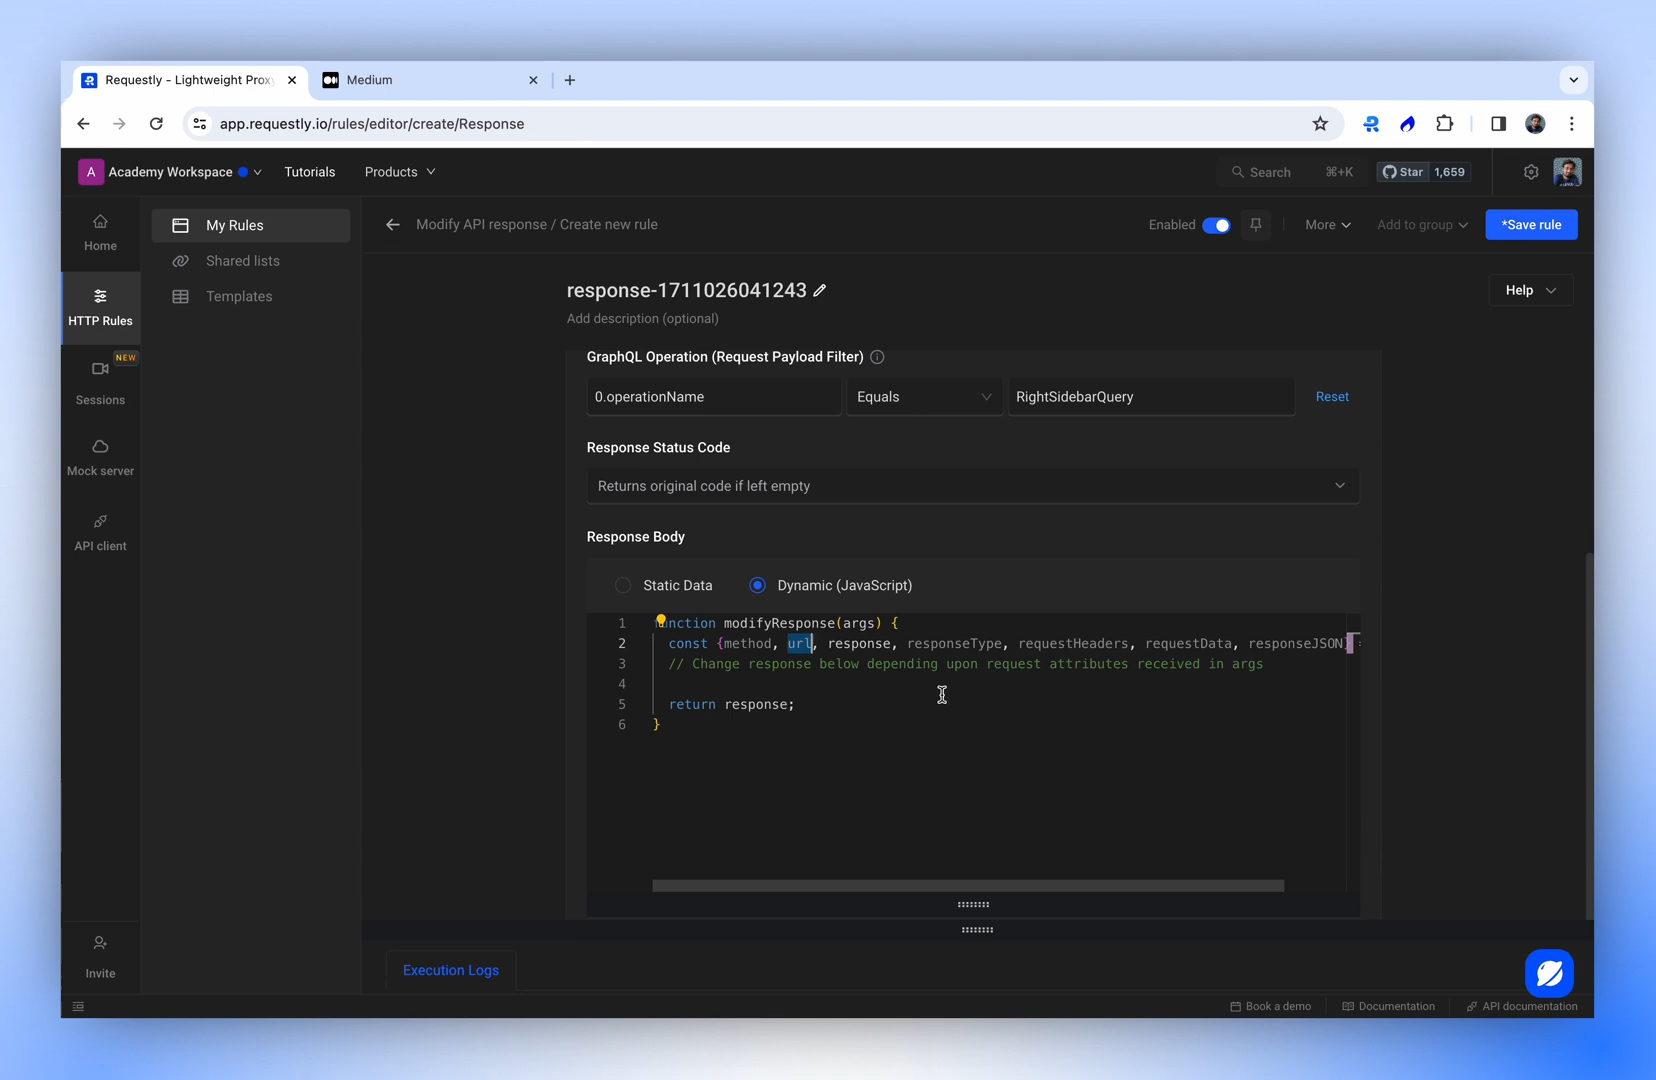 Requestly - Lightweight Prox
Medium
app.requestly.io/rules/editor/create/Response
A Academy Workspace
Tutorials
Products
Search ⌘+K
Star 1,659
Home
HTTP Rules
NEW
Sessions
Mock server
API client
Invite
My Rules
Shared lists
Templates
Modify API response / Create new rule
Enabled
More
Add to group
*Save rule
response-1711026041243
Add description (optional)
Help
GraphQL Operation (Request Payload Filter)
0.operationName
Equals
RightSidebarQuery
Reset
Response Status Code
Returns original code if left empty
Response Body
Static Data
Dynamic (JavaScript)
1 function modifyResponse(args) {
2 const {method, url, response, responseType, requestHeaders, requestData, responseJSON} =
3 // Change response below depending upon request attributes received in args
4
5 return response;
6 }
Execution Logs
Book a demo
Documentation
API documentation